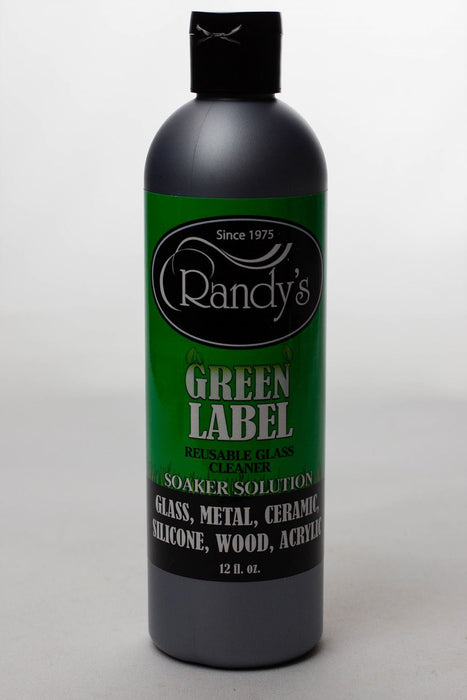 Since 1975
Randy's
GREEN
LABEL
REUSABLE GLASS
CLEANER
SOAKER SOLUTION
GLASS, METAL, CERAMIC,
SILICONE, WOOD, ACRYLIC
12 fl. oz.